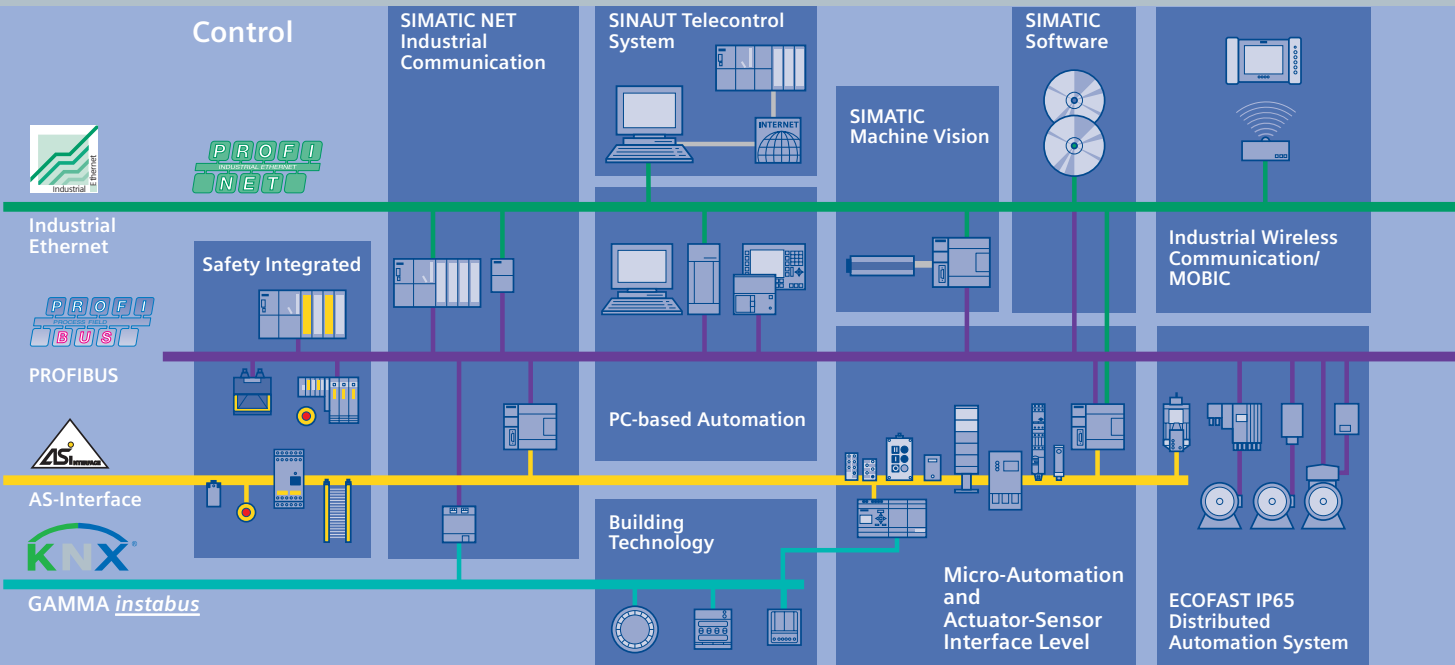 Control
SIMATIC NET
Industrial
Communication
SINAUT Telecontrol
System
INTERNET
SIMATIC
Machine Vision
SIMATIC
Software
Industrial
Ethernet
PROFI
INDUSTRIAL ETHERNET
NET
Industrial
Ethernet
Safety Integrated
Industrial Wireless
Communication/
MOBIC
PROFI
PROCESS FIELD
BUS
PROFIBUS
PC-based Automation
ASi
INTERFACE
AS-Interface
Building
Technology
KNX
®
GAMMA instabus
Micro-Automation
and
Actuator-Sensor
Interface Level
ECOFAST IP65
Distributed
Automation System